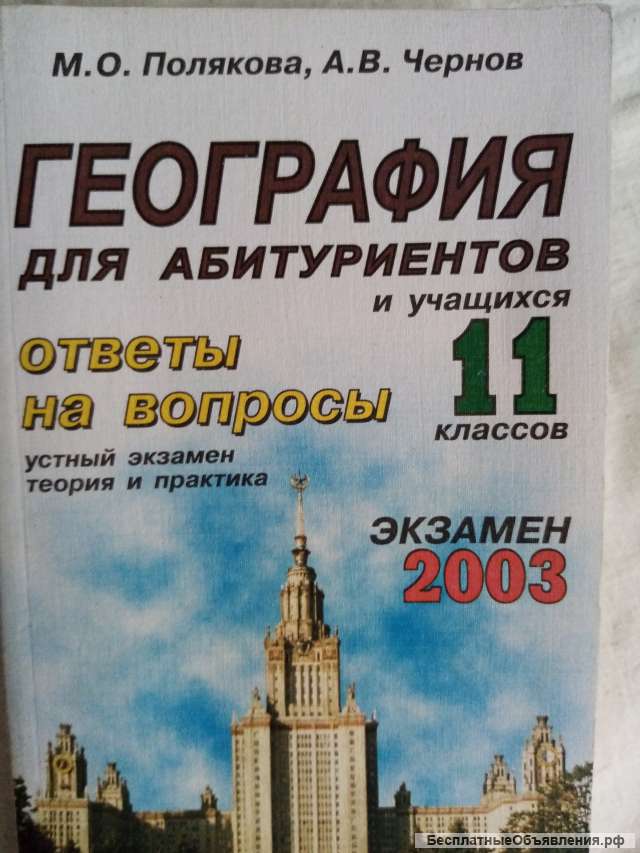 М.О. Полякова, А.В. Чернов
ГЕОГРАФИЯ
ДЛЯ АБИТУРИЕНТОВ
и учащихся
11
классов
ответы
на вопросы
устный экзамен
теория и практика
ЭКЗАМЕН
2003
БесплатныеОбъявления.рф